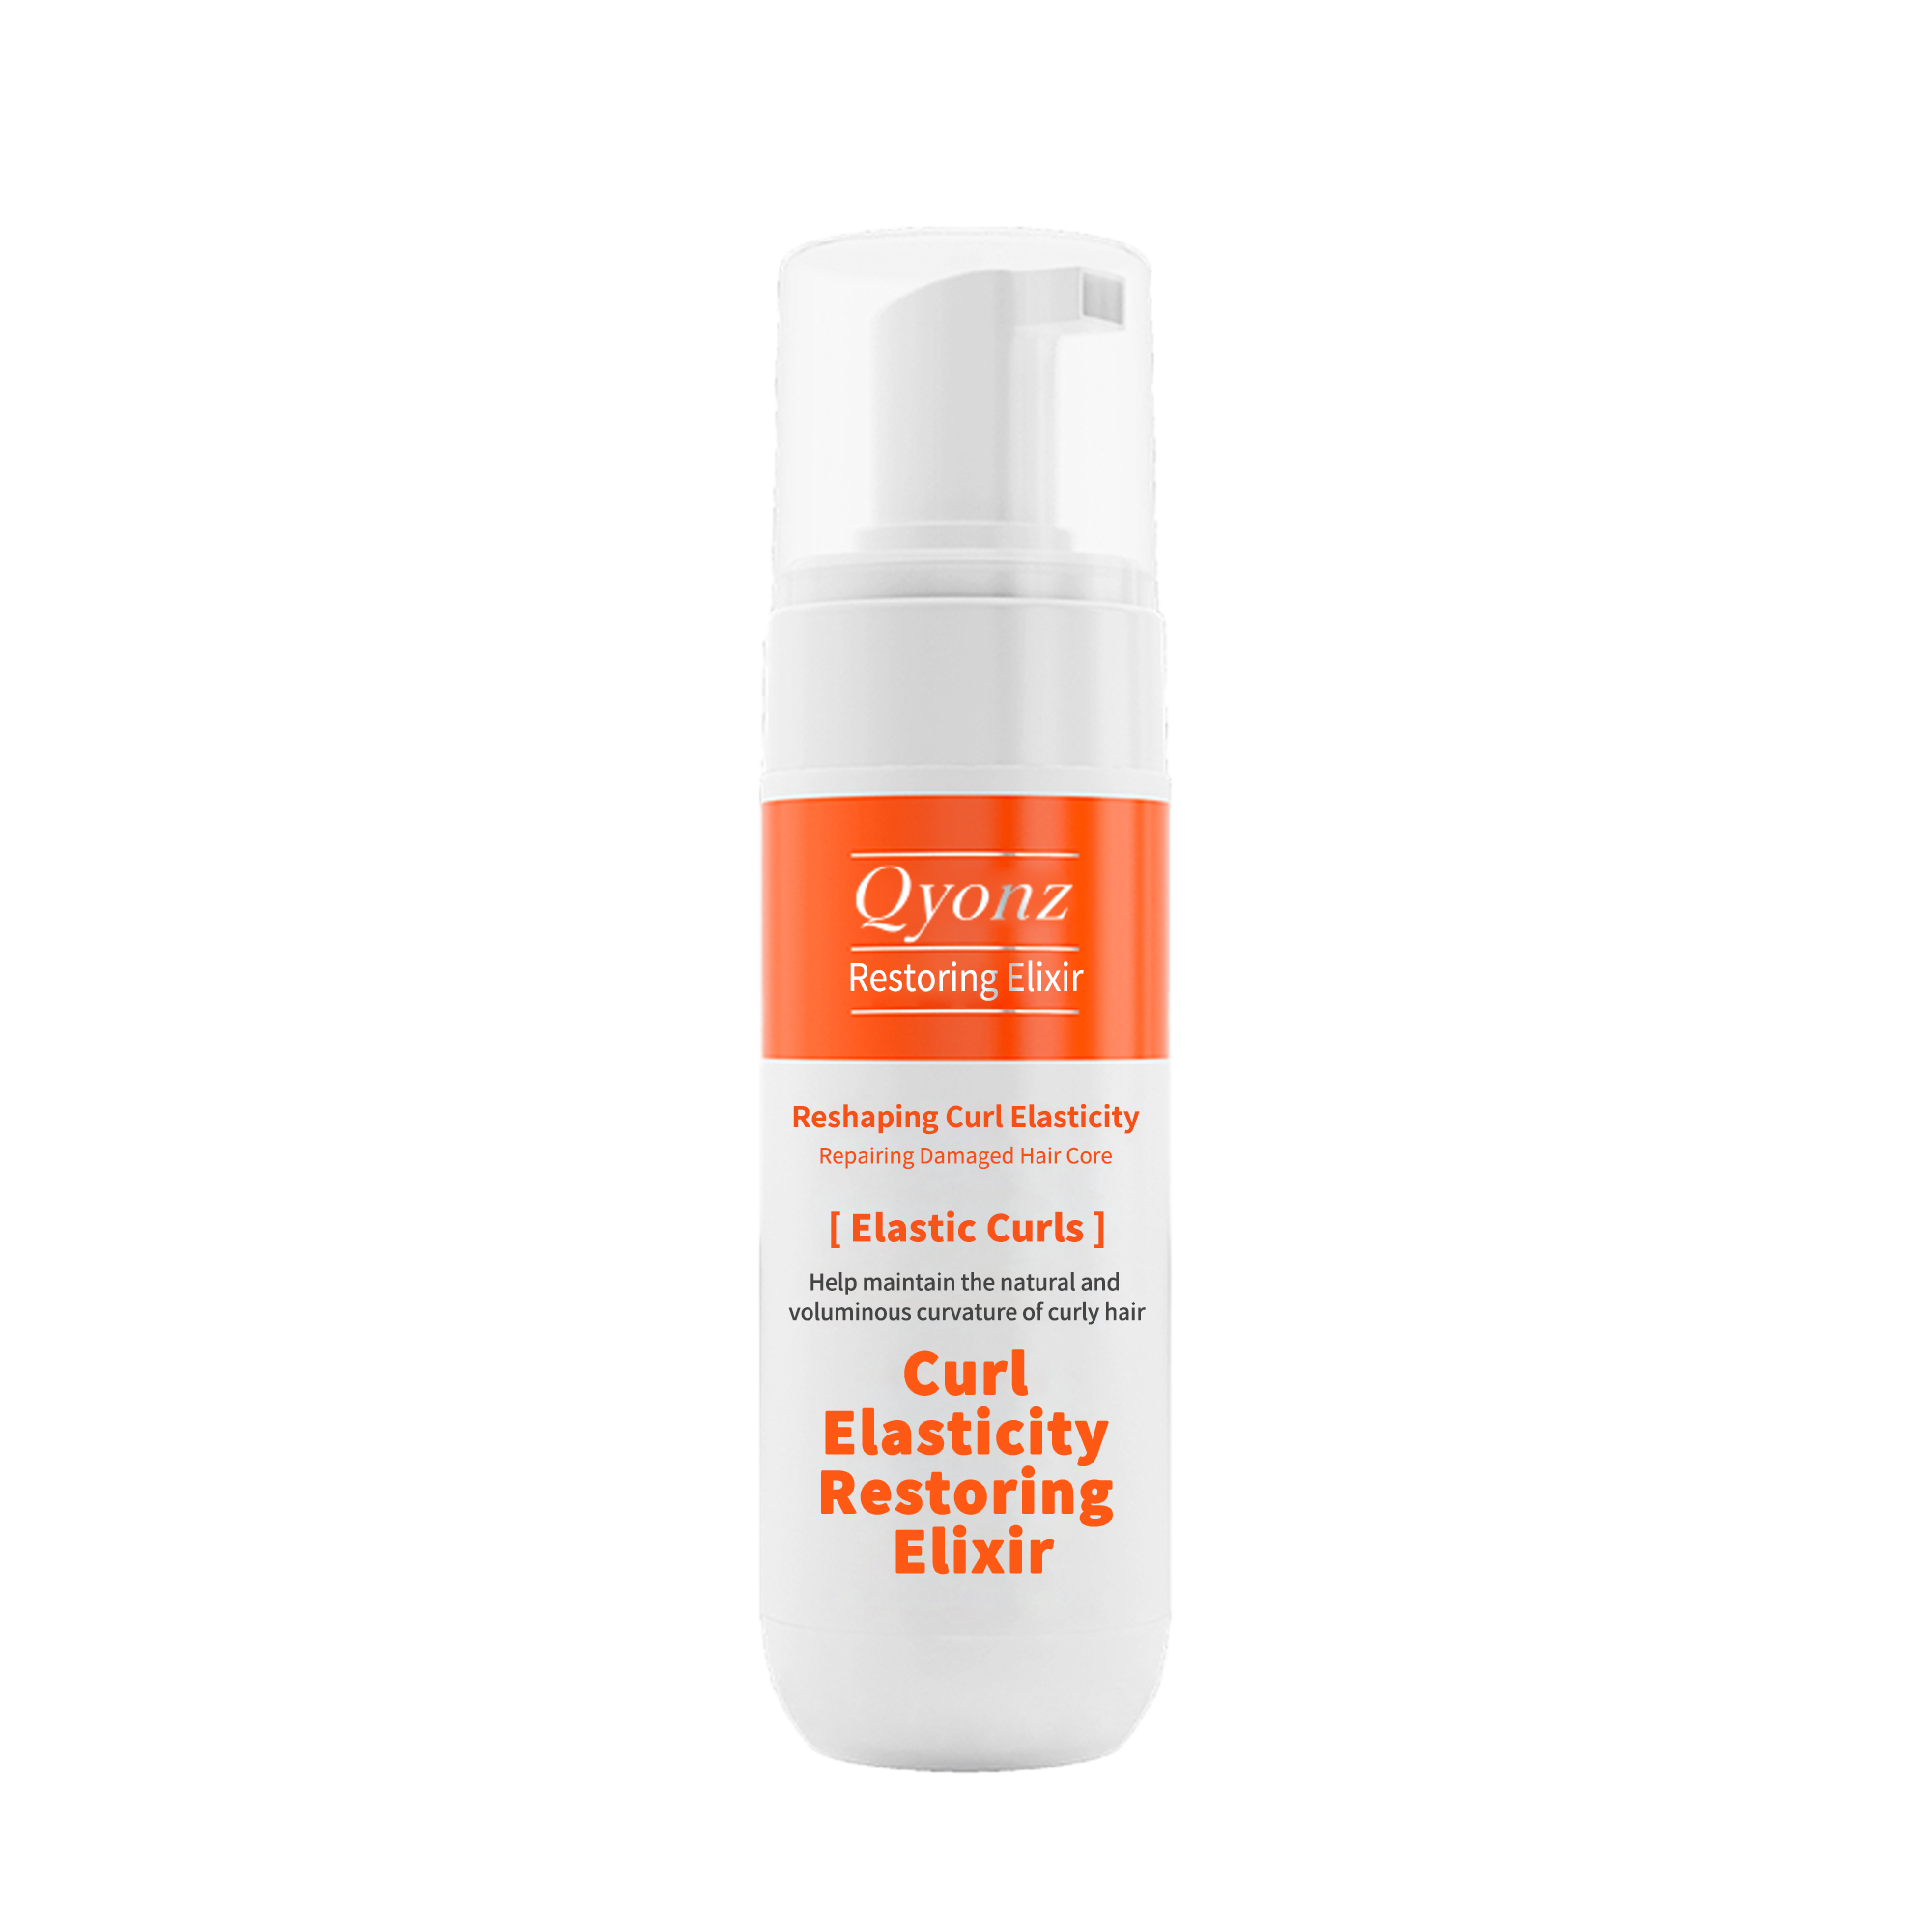 Qyonz
Restoring Elixir
Reshaping Curl Elasticity
Repairing Damaged Hair Core
[ Elastic Curls ]
Help maintain the natural and
voluminous curvature of curly hair
Curl
Elasticity
Restoring
Elixir